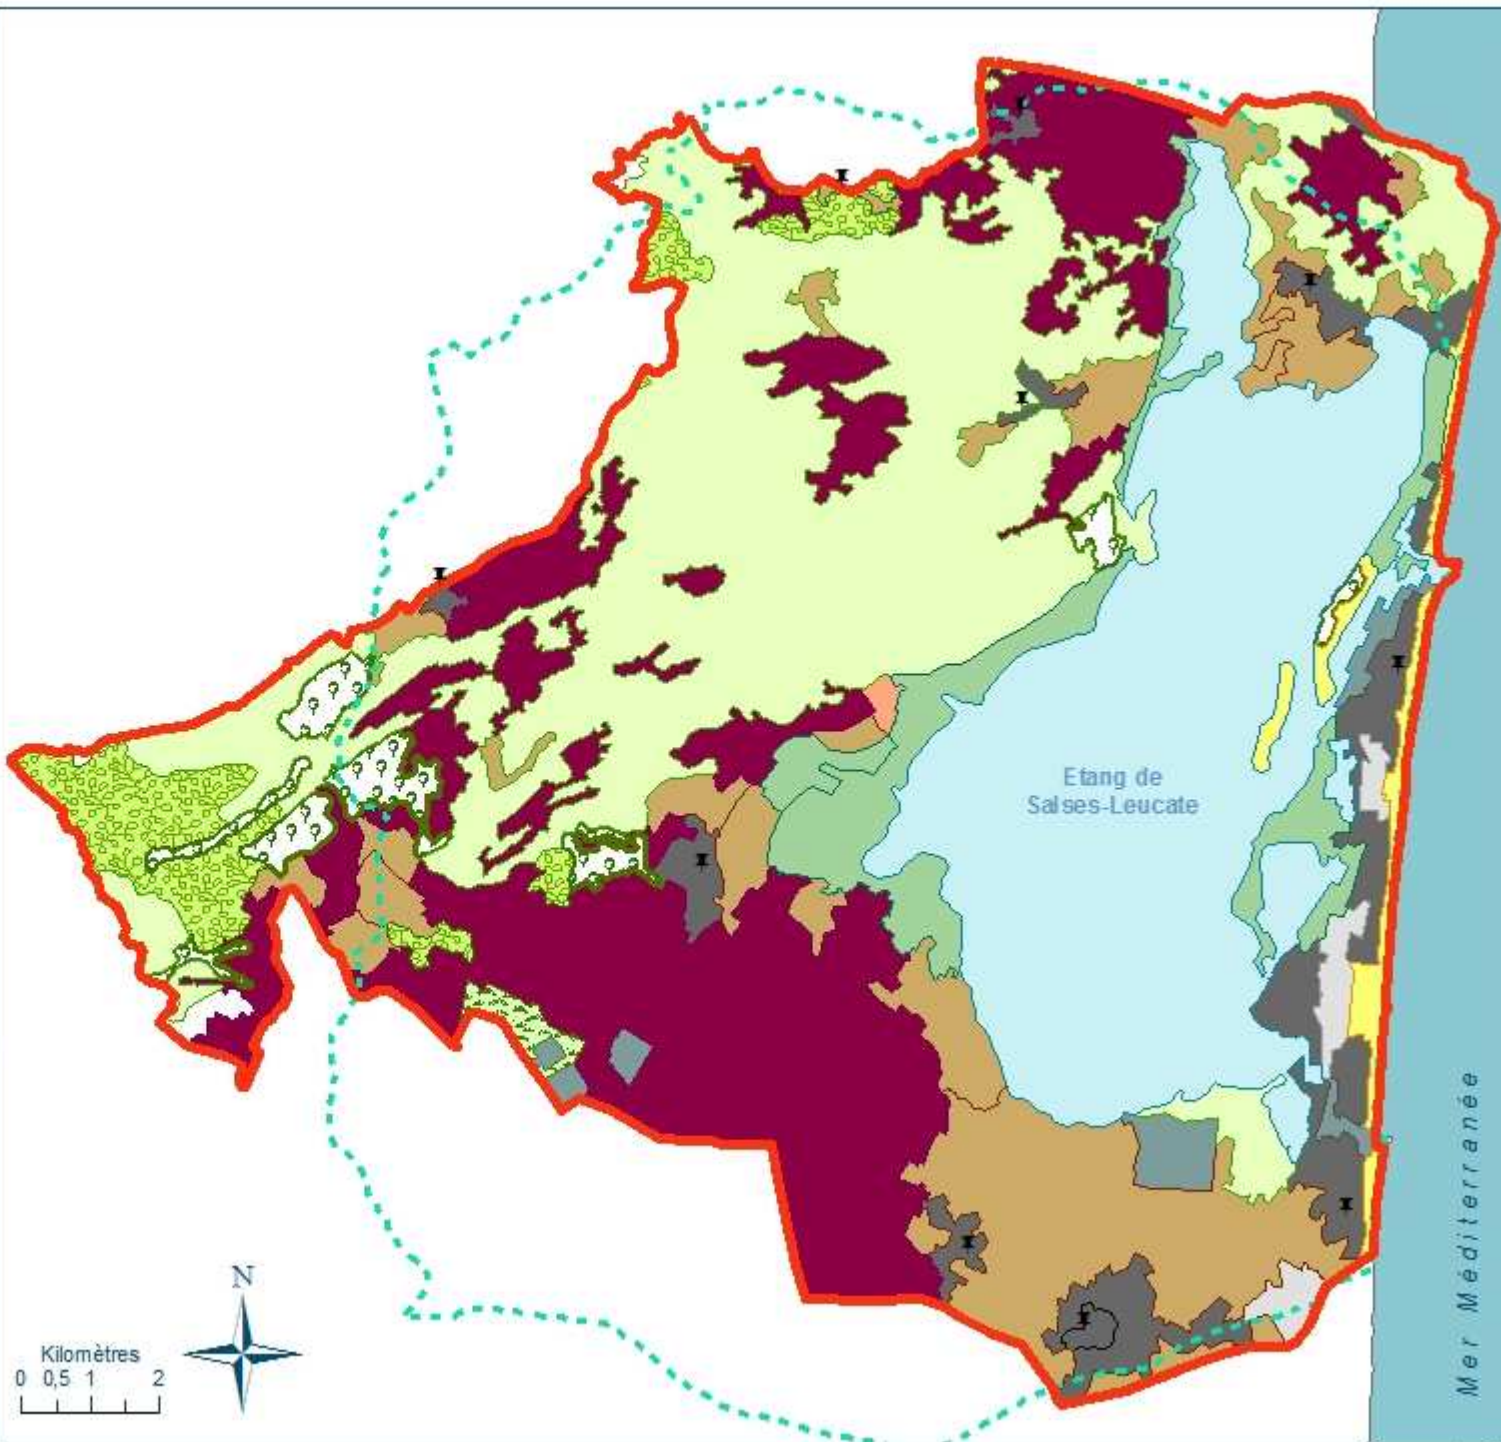 Etang de
Salses-Leucate
Mer Méditerranée
N
Kilomètres
0 0,5 1 2